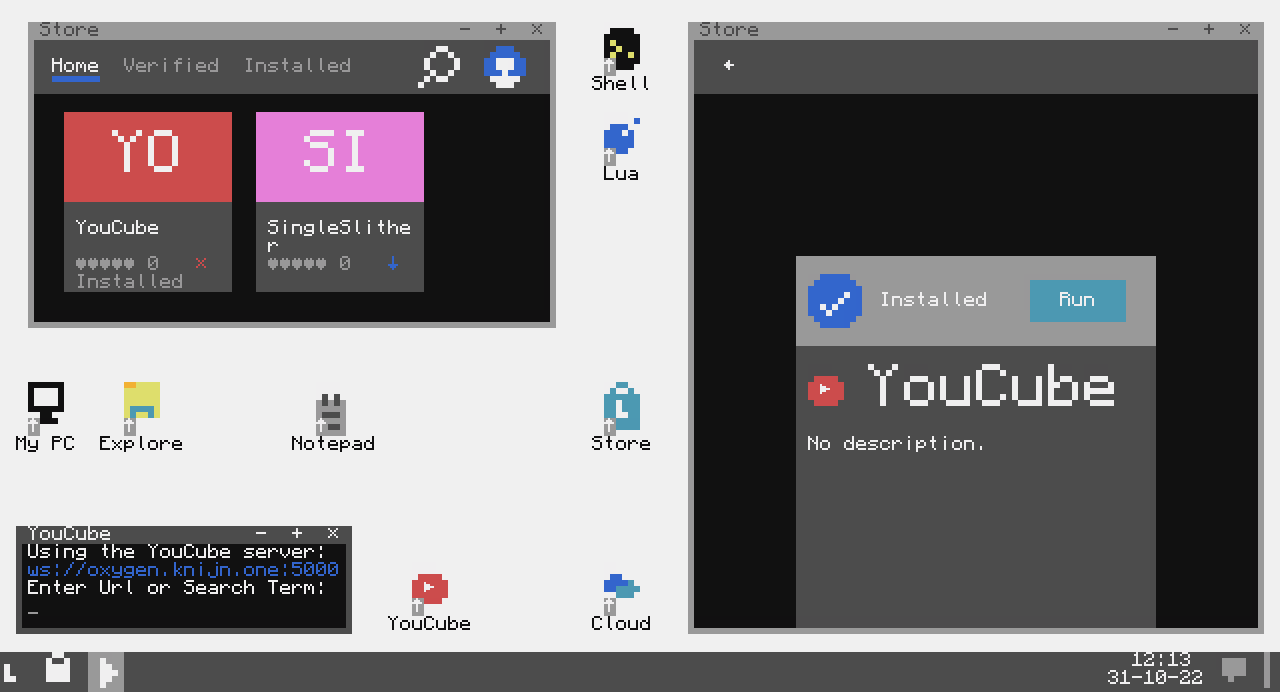 Store
- + x
Home Verified Installed
YO
YouCube
0 x
Installed
SI
SingleSlithe
r
0
Shell
Lua
My PC
Explore
Notepad
Store
YouCube
- + x
Using the YouCube server:
ws://oxygen.knijn.one:5000
Enter Url or Search Term:
_
YouCube
Cloud
Store
- + x
Installed
Run
YouCube
No description.
12:13
31-10-22